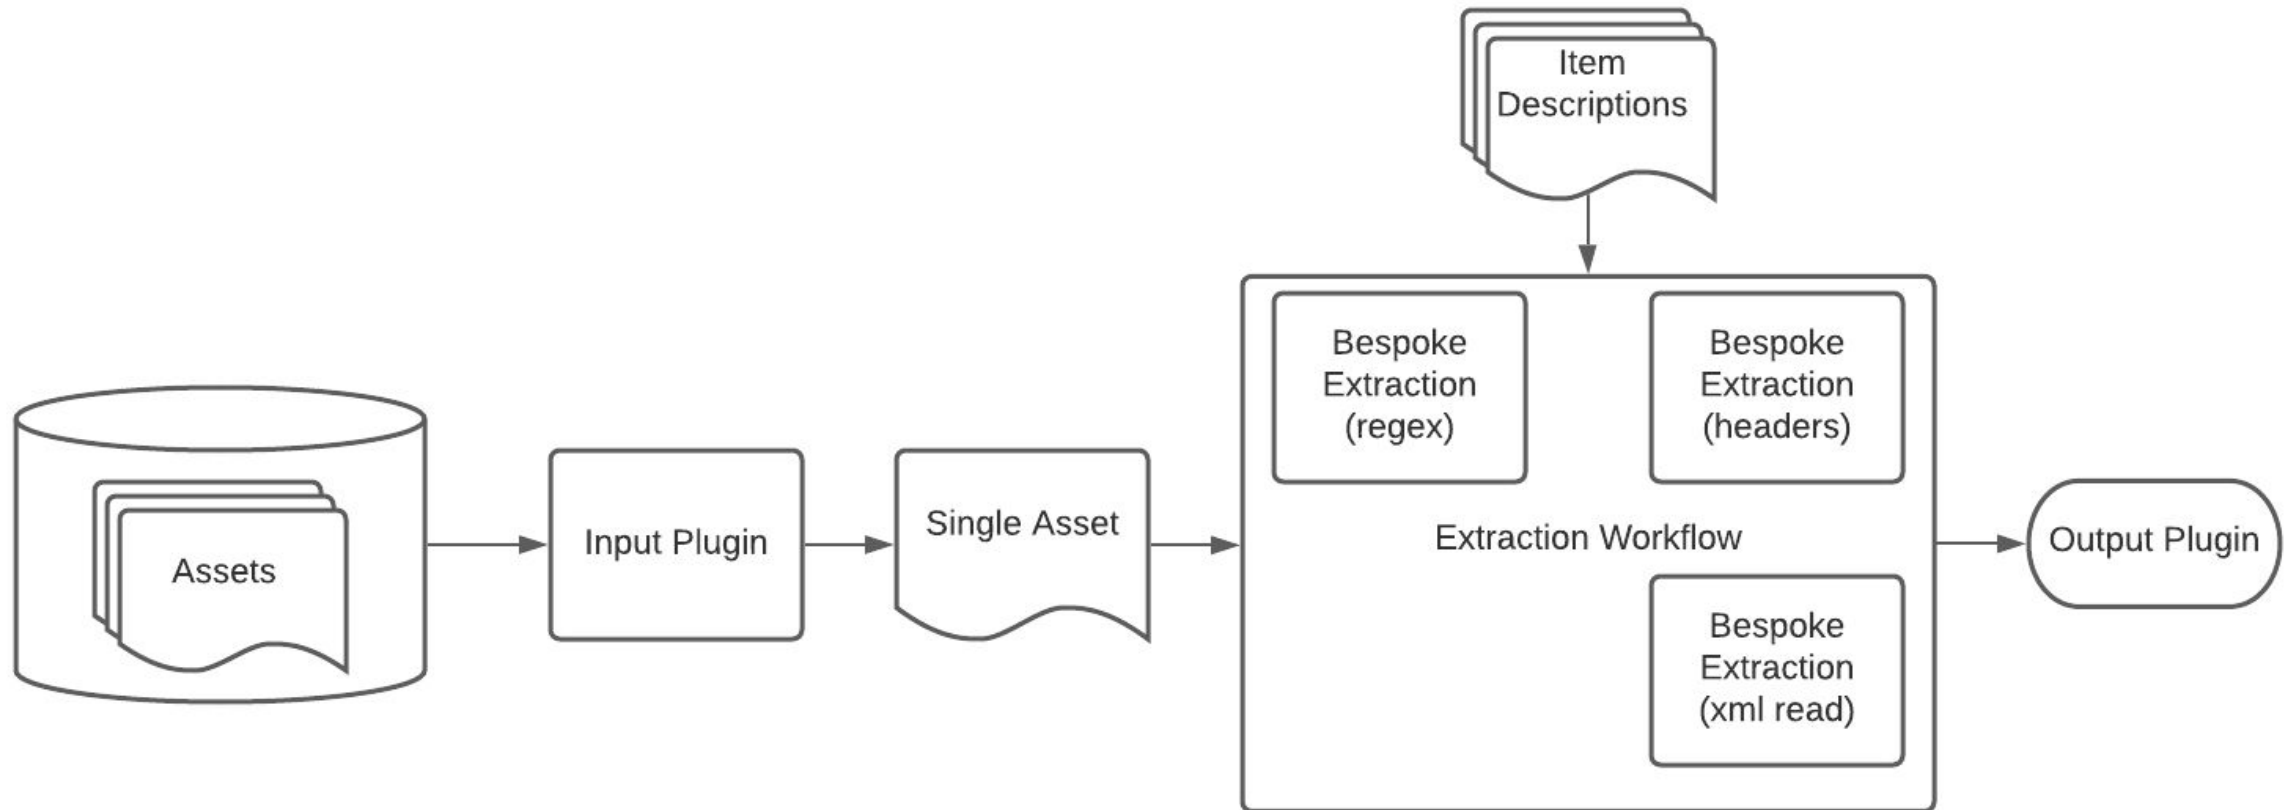 Item
Descriptions
Bespoke
Extraction
(regex)
Bespoke
Extraction
(headers)
Assets
Input Plugin
Single Asset
Extraction Workflow
Output Plugin
Bespoke
Extraction
(xml read)